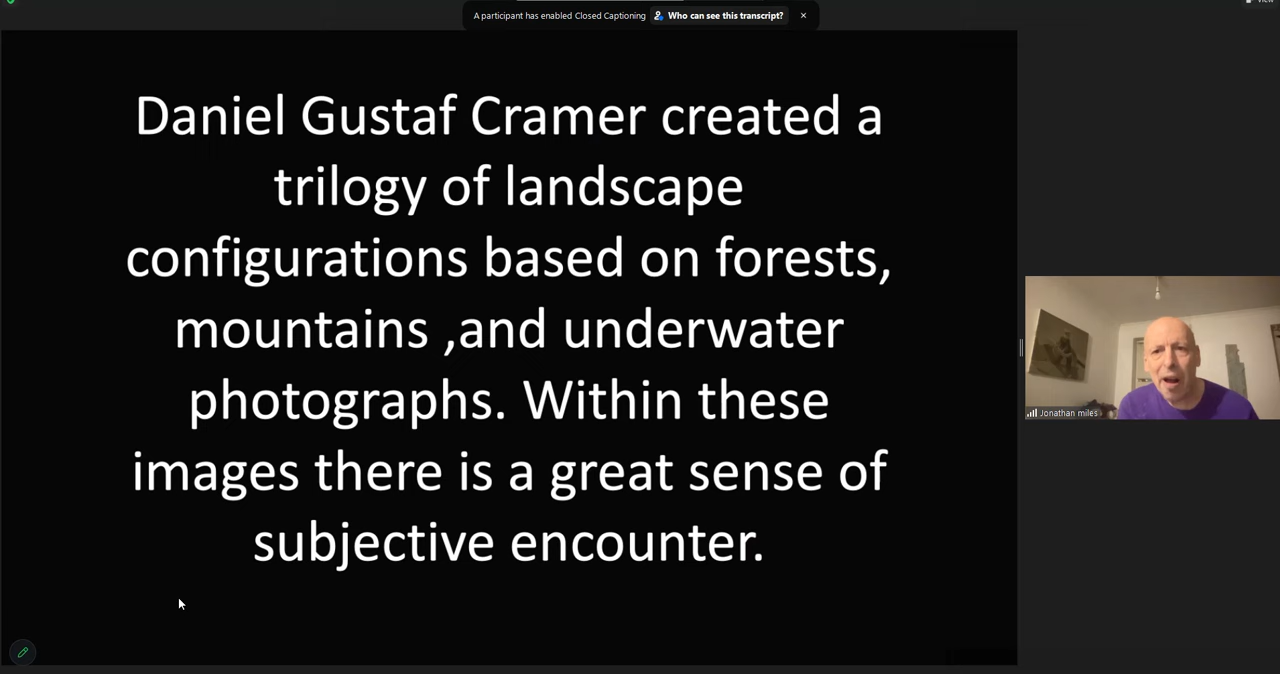 A participant has enabled Closed Captioning Who can see this transcript?
Daniel Gustaf Cramer created a
trilogy of landscape
configurations based on forests,
mountains ,and underwater
photographs. Within these
images there is a great sense of
subjective encounter.
Jonathan miles